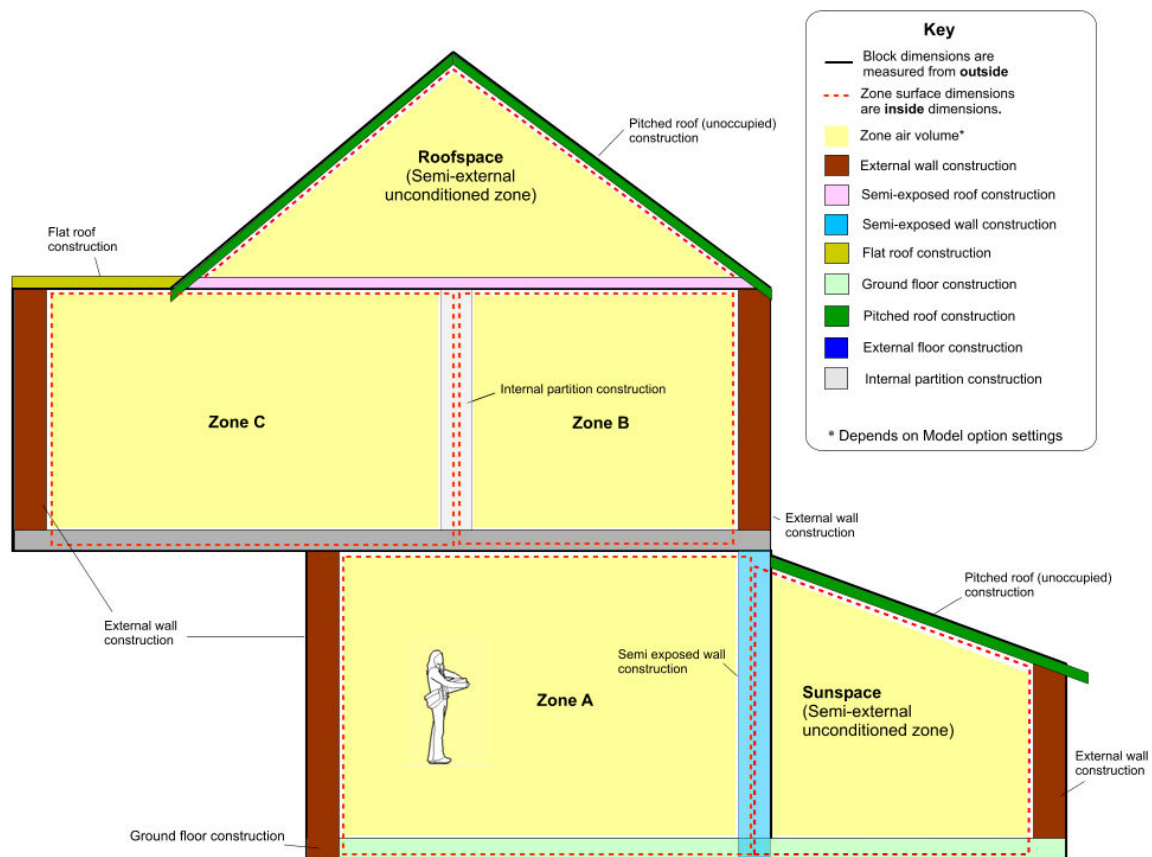 Key
Block dimensions are
measured from outside
Zone surface dimensions
are inside dimensions.
Zone air volume*
External wall construction
Semi-exposed roof construction
Semi-exposed wall construction
Flat roof construction
Ground floor construction
Pitched roof construction
External floor construction
Internal partition construction
* Depends on Model option settings
Pitched roof (unoccupied)
construction
Roofspace
(Semi-external
unconditioned zone)
Flat roof
construction
Internal partition construction
Zone C
Zone B
External wall
construction
Pitched roof (unoccupied)
construction
External wall
construction
Semi exposed wall
construction
Zone A
Sunspace
(Semi-external
unconditioned zone)
External wall
construction
Ground floor construction